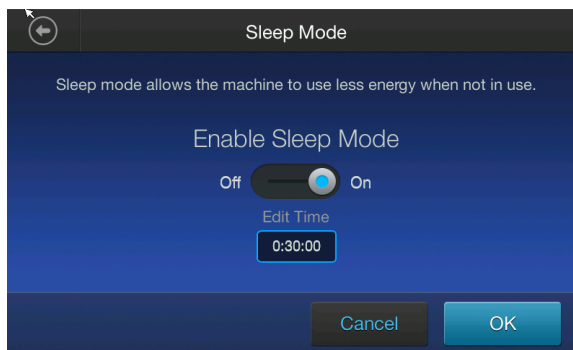 Sleep Mode
Sleep mode allows the machine to use less energy when not in use.
Enable Sleep Mode
Off On
Edit Time
0:30:00
Cancel OK